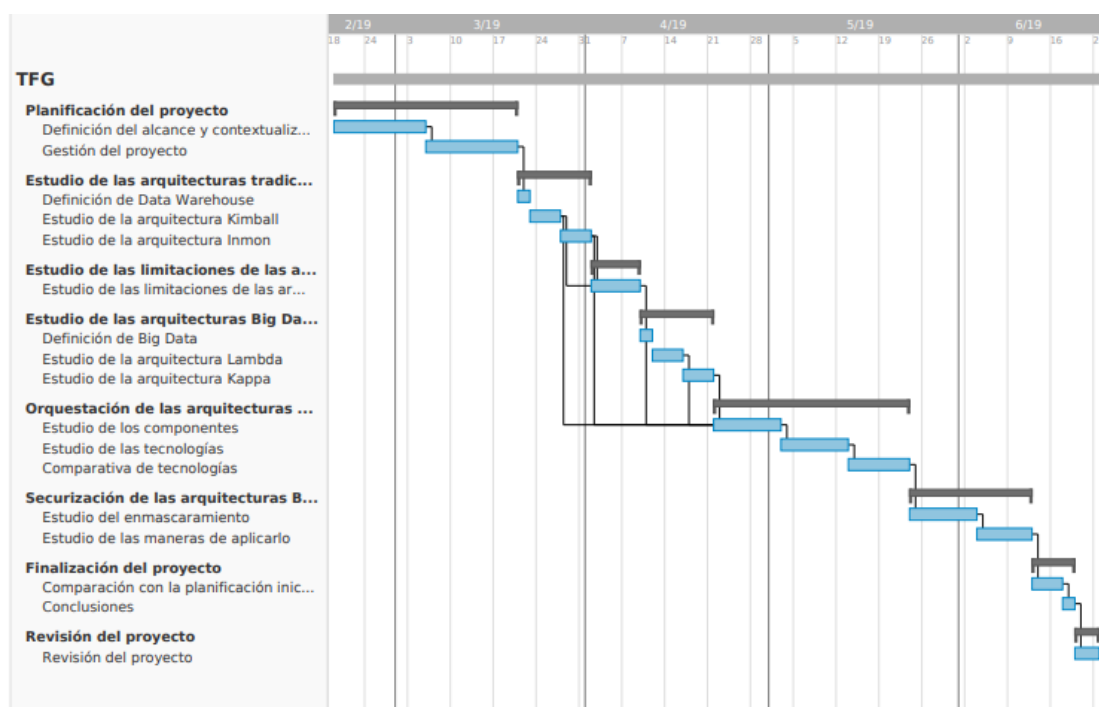 2/19 3/19 4/19 5/19 6/19
18 24 3 10 17 24 31 7 14 21 28 5 12 19 26 2 9 16 2
TFG
Planificación del proyecto
Definición del alcance y contextualiz...
Gestión del proyecto
Estudio de las arquitecturas tradic...
Definición de Data Warehouse
Estudio de la arquitectura Kimball
Estudio de la arquitectura Inmon
Estudio de las limitaciones de las a...
Estudio de las limitaciones de las ar...
Estudio de las arquitecturas Big Da...
Definición de Big Data
Estudio de la arquitectura Lambda
Estudio de la arquitectura Kappa
Orquestación de las arquitecturas ...
Estudio de los componentes
Estudio de las tecnologías
Comparativa de tecnologías
Securización de las arquitecturas B...
Estudio del enmascaramiento
Estudio de las maneras de aplicarlo
Finalización del proyecto
Comparación con la planificación inic...
Conclusiones
Revisión del proyecto
Revisión del proyecto